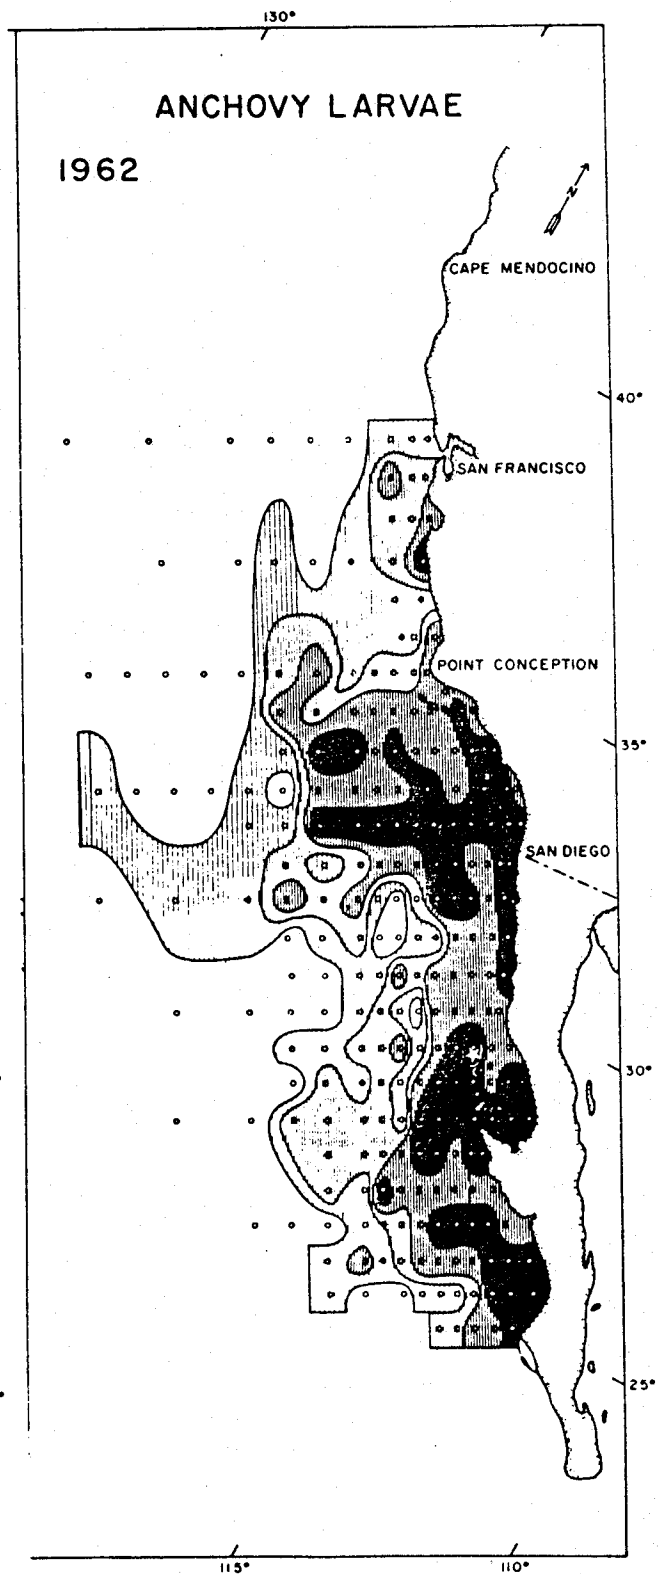 130°
ANCHOVY LARVAE
1962
N
CAPE MENDOCINO
40°
SAN FRANCISCO
POINT CONCEPTION
35°
SAN DIEGO
30°
25°
115°
110°